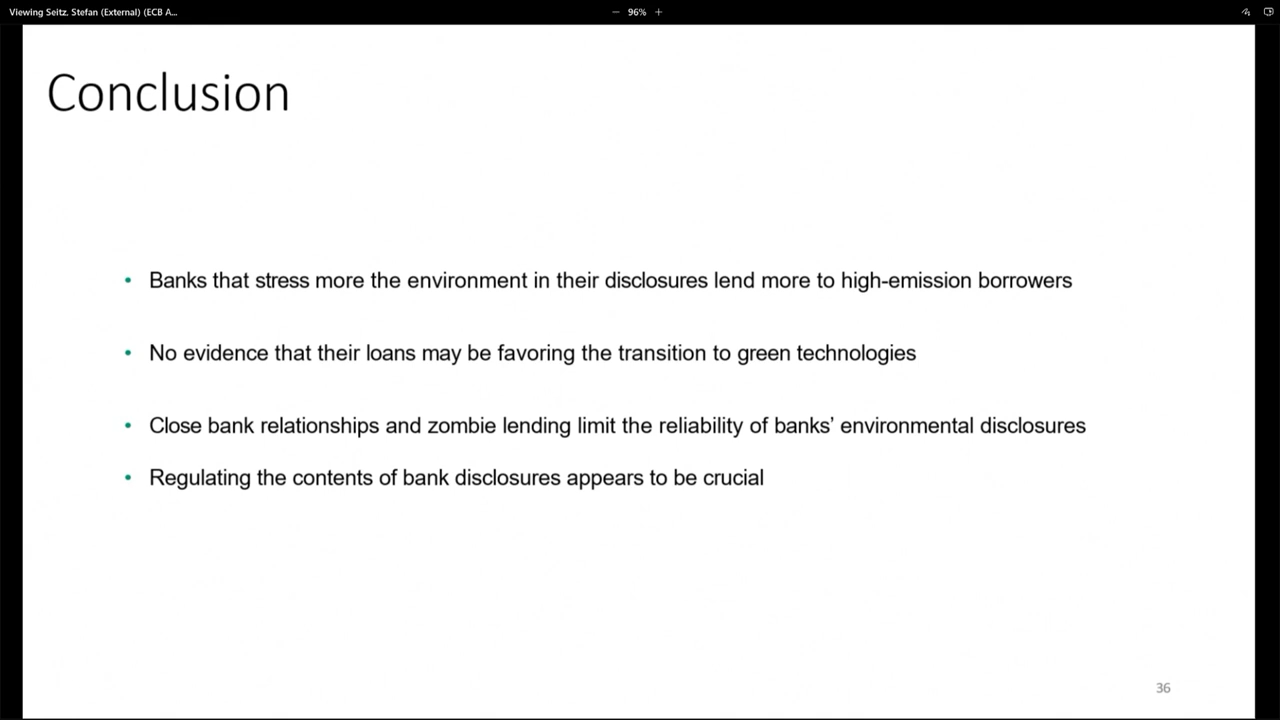 Viewing Seitz, Stefan (External) (ECB A...
96%
Conclusion
• Banks that stress more the environment in their disclosures lend more to high-emission borrowers
• No evidence that their loans may be favoring the transition to green technologies
• Close bank relationships and zombie lending limit the reliability of banks’ environmental disclosures
• Regulating the contents of bank disclosures appears to be crucial
36